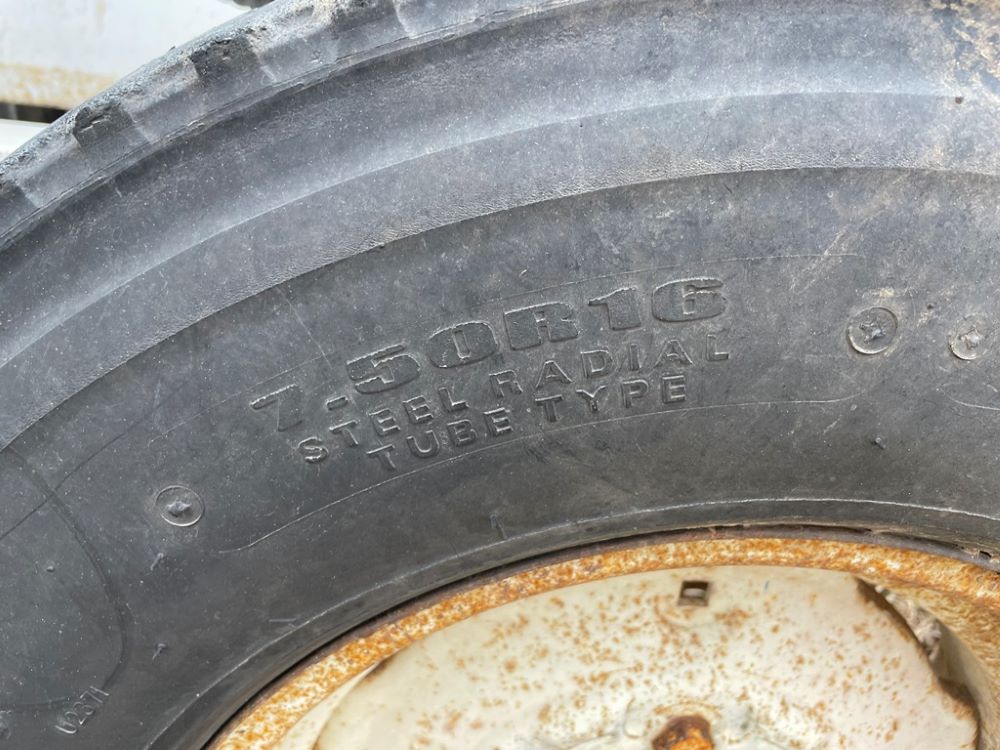 7.50R16
STEEL RADIAL
TUBE TYPE